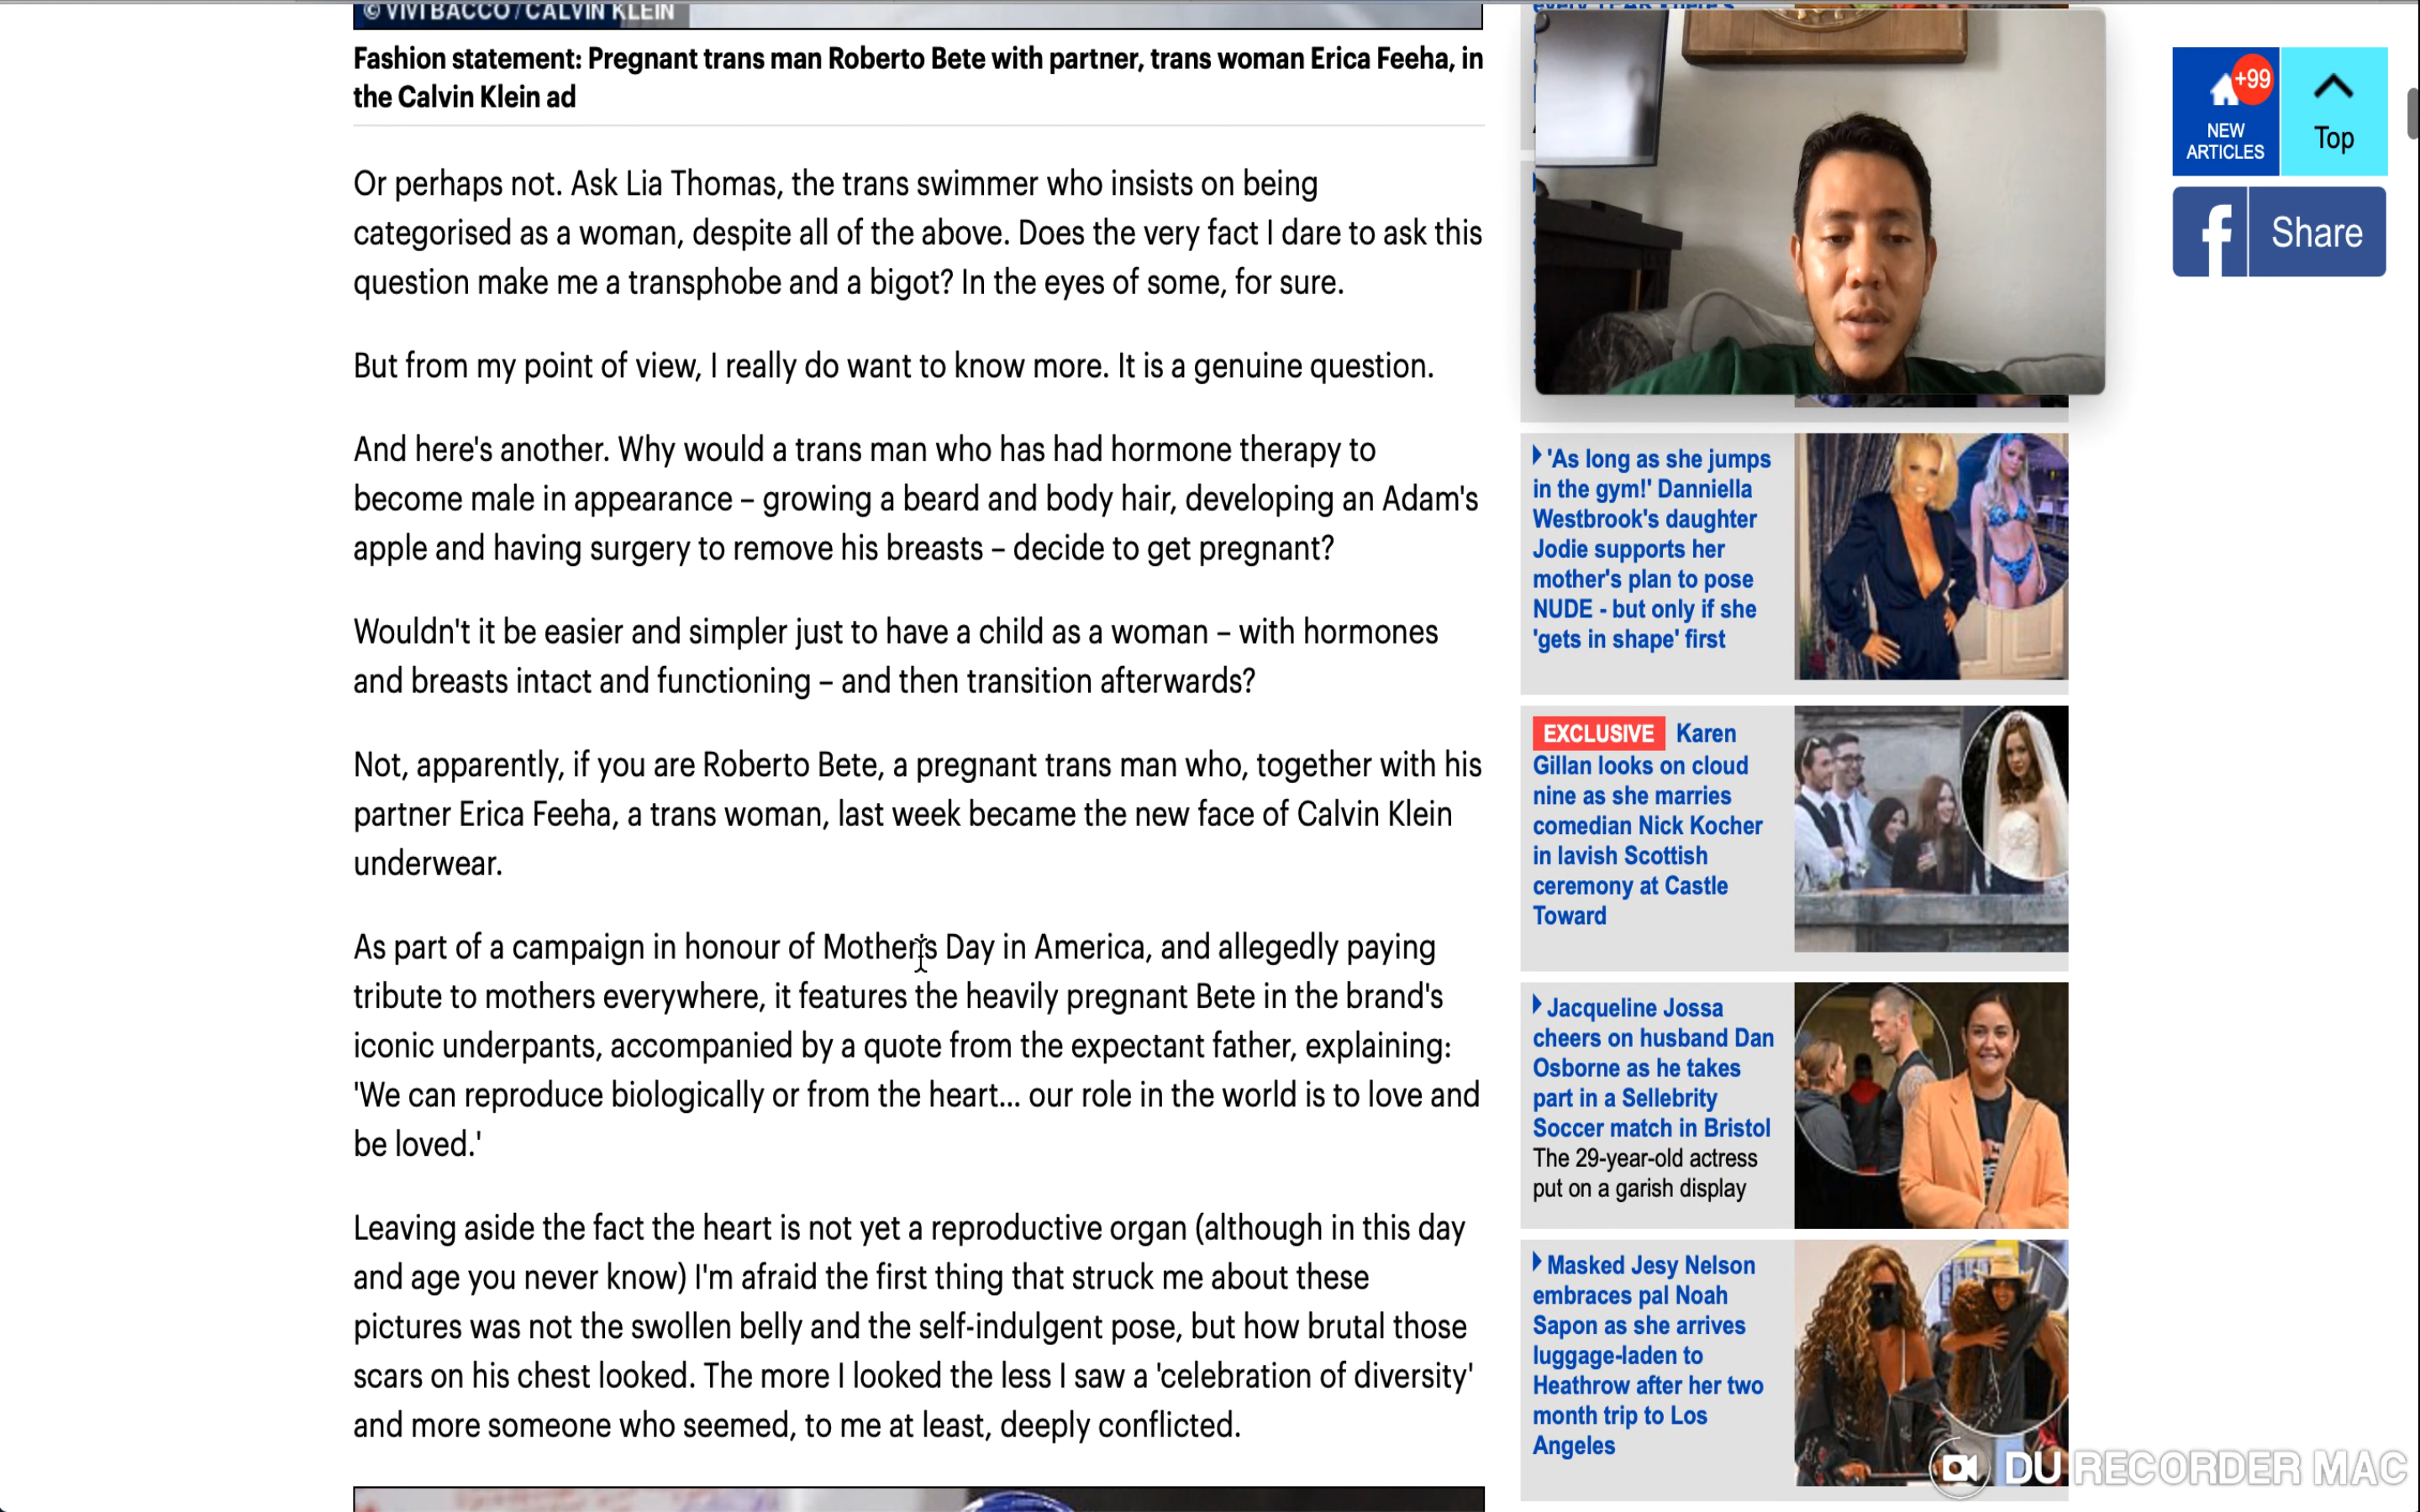 © VIVI BACCO / CALVIN KLEIN
Fashion statement: Pregnant trans man Roberto Bete with partner, trans woman Erica Feeha, in
the Calvin Klein ad
Or perhaps not. Ask Lia Thomas, the trans swimmer who insists on being
categorised as a woman, despite all of the above. Does the very fact I dare to ask this
question make me a transphobe and a bigot? In the eyes of some, for sure.
But from my point of view, I really do want to know more. It is a genuine question.
And here's another. Why would a trans man who has had hormone therapy to
become male in appearance – growing a beard and body hair, developing an Adam's
apple and having surgery to remove his breasts – decide to get pregnant?
Wouldn't it be easier and simpler just to have a child as a woman – with hormones
and breasts intact and functioning – and then transition afterwards?
Not, apparently, if you are Roberto Bete, a pregnant trans man who, together with his
partner Erica Feeha, a trans woman, last week became the new face of Calvin Klein
underwear.
As part of a campaign in honour of Mother's Day in America, and allegedly paying
tribute to mothers everywhere, it features the heavily pregnant Bete in the brand's
iconic underpants, accompanied by a quote from the expectant father, explaining:
'We can reproduce biologically or from the heart... our role in the world is to love and
be loved.'
Leaving aside the fact the heart is not yet a reproductive organ (although in this day
and age you never know) I'm afraid the first thing that struck me about these
pictures was not the swollen belly and the self-indulgent pose, but how brutal those
scars on his chest looked. The more I looked the less I saw a 'celebration of diversity'
and more someone who seemed, to me at least, deeply conflicted.
'As long as she jumps
in the gym!' Danniella
Westbrook's daughter
Jodie supports her
mother's plan to pose
NUDE - but only if she
'gets in shape' first
EXCLUSIVE Karen
Gillan looks on cloud
nine as she marries
comedian Nick Kocher
in lavish Scottish
ceremony at Castle
Toward
Jacqueline Jossa
cheers on husband Dan
Osborne as he takes
part in a Sellebrity
Soccer match in Bristol
The 29-year-old actress
put on a garish display
Masked Jesy Nelson
embraces pal Noah
Sapon as she arrives
luggage-laden to
Heathrow after her two
month trip to Los
Angeles
+99
NEW
ARTICLES
Top
f Share
DU RECORDER MAC